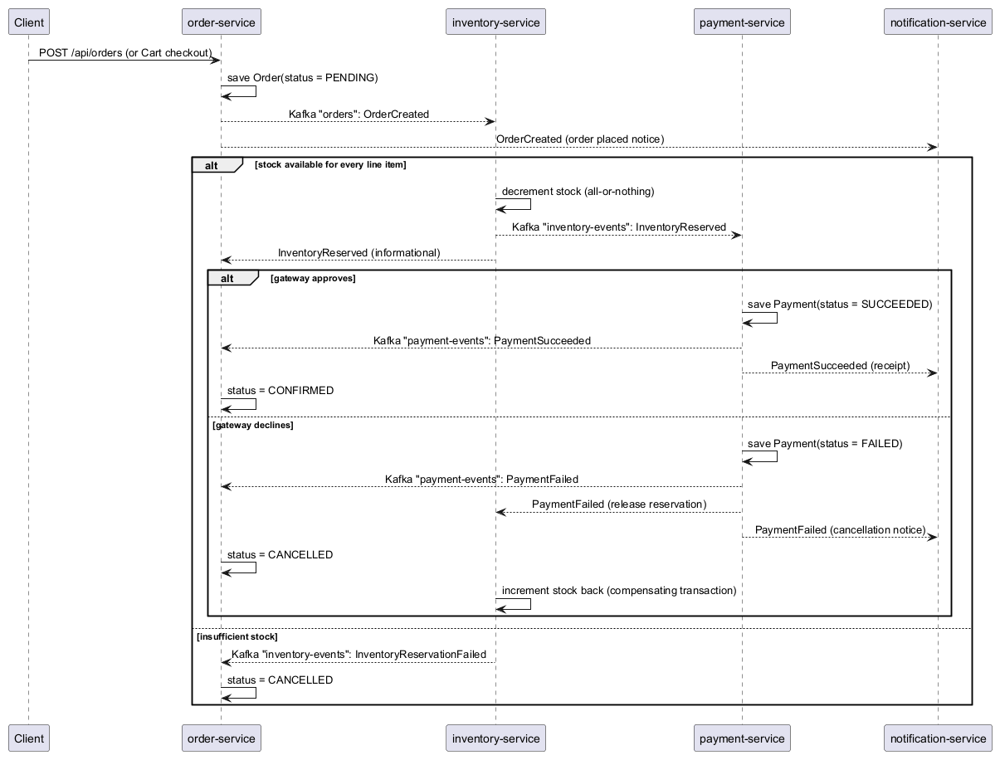 Client
order-service
inventory-service
payment-service
notification-service
POST /api/orders (or Cart checkout)
save Order(status = PENDING)
Kafka "orders": OrderCreated
OrderCreated (order placed notice)
alt
[stock available for every line item]
decrement stock (all-or-nothing)
Kafka "inventory-events": InventoryReserved
InventoryReserved (informational)
alt
[gateway approves]
save Payment(status = SUCCEEDED)
Kafka "payment-events": PaymentSucceeded
PaymentSucceeded (receipt)
status = CONFIRMED
[gateway declines]
save Payment(status = FAILED)
Kafka "payment-events": PaymentFailed
PaymentFailed (release reservation)
PaymentFailed (cancellation notice)
status = CANCELLED
increment stock back (compensating transaction)
[insufficient stock]
Kafka "inventory-events": InventoryReservationFailed
status = CANCELLED
Client
order-service
inventory-service
payment-service
notification-service